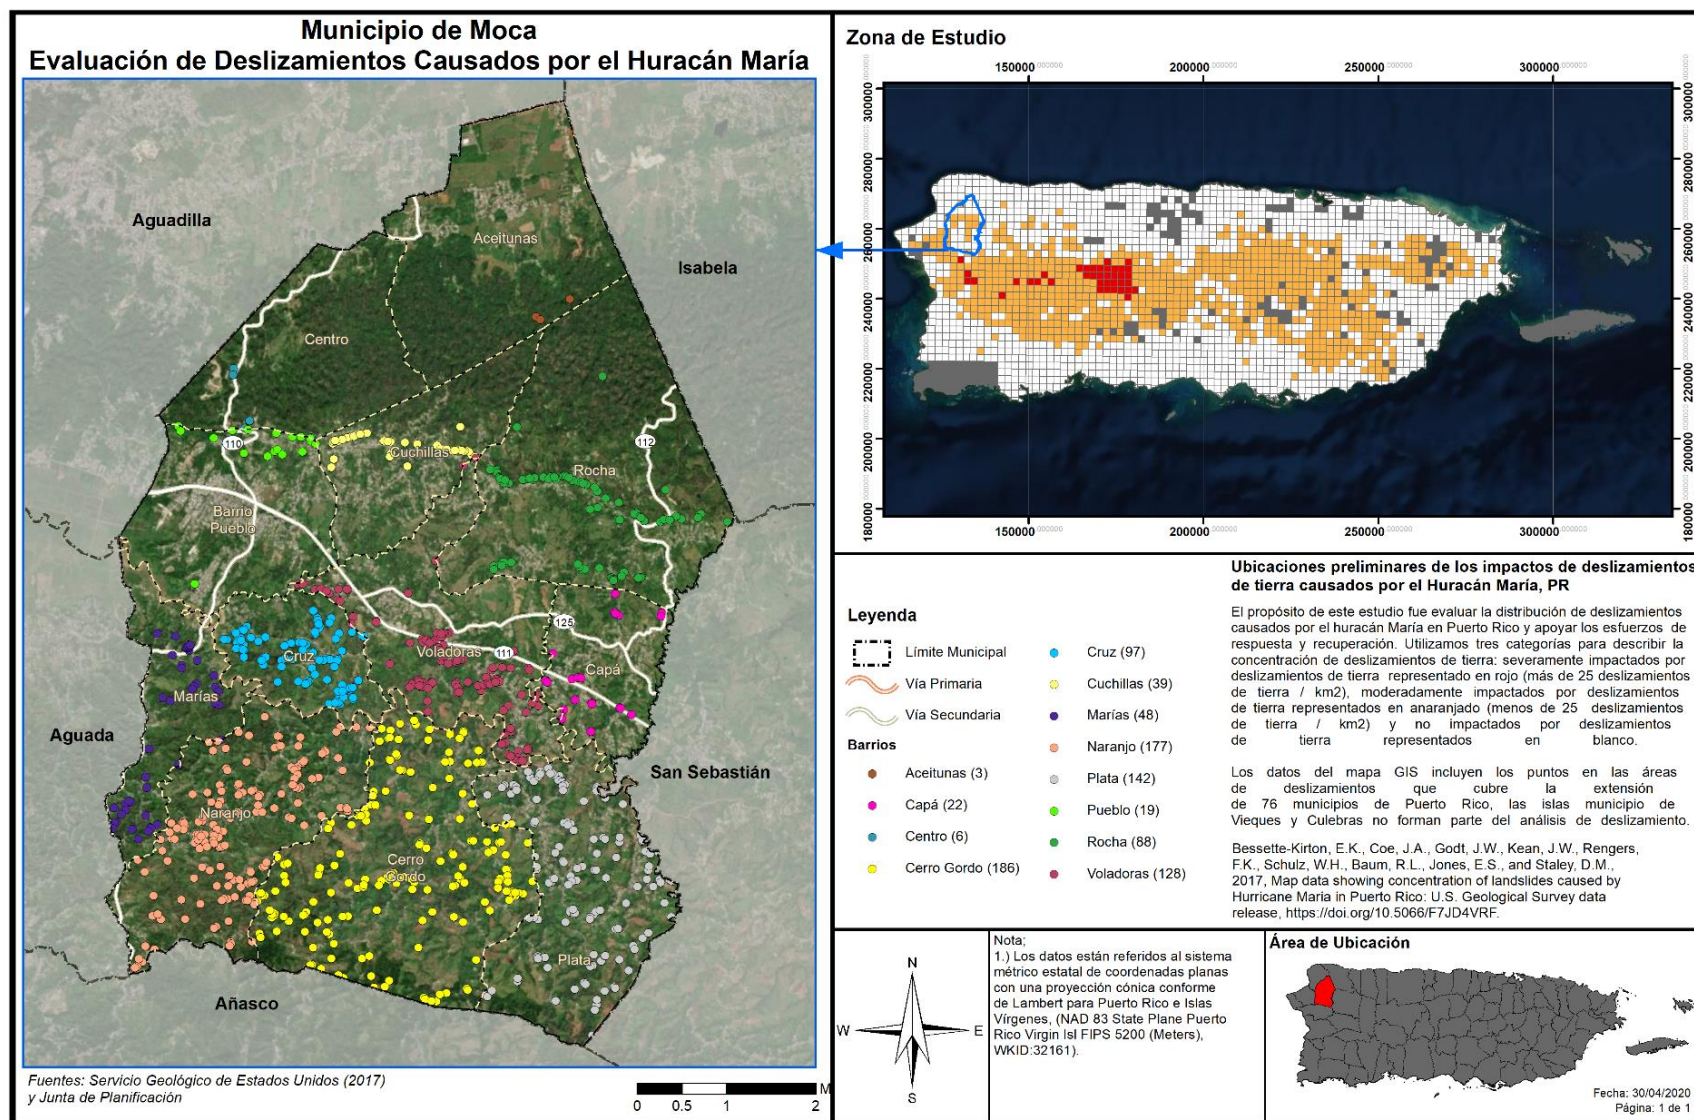 Municipio de Moca
Evaluación de Deslizamientos Causados por el Huracán María
Aguadilla
Aceitunas
Isabela
Centro
110
Cuchillas
112
Rocha
Barrio
Pueblo
125
Cruz
Voladoras
111
Capá
Marías
Aguada
San Sebastián
Naranjo
Cerro
Gordo
Plata
Añasco
Fuentes: Servicio Geológico de Estados Unidos (2017)
y Junta de Planificación
M
0 0.5 1 2
Zona de Estudio
150000 200000 250000 300000
300000 300000
280000 280000
260000 260000
240000 240000
220000 220000
200000 200000
180000 180000
150000 200000 250000 300000
Leyenda
Límite Municipal
Vía Primaria
Vía Secundaria
Barrios
Aceitunas (3)
Capá (22)
Centro (6)
Cerro Gordo (186)
Cruz (97)
Cuchillas (39)
Marías (48)
Naranjo (177)
Plata (142)
Pueblo (19)
Rocha (88)
Voladoras (128)
Ubicaciones preliminares de los impactos de deslizamientos
de tierra causados por el Huracán María, PR
El propósito de este estudio fue evaluar la distribución de deslizamientos
causados por el huracán María en Puerto Rico y apoyar los esfuerzos de
respuesta y recuperación. Utilizamos tres categorías para describir la
concentración de deslizamientos de tierra: severamente impactados por
deslizamientos de tierra representado en rojo (más de 25 deslizamientos
de tierra / km2), moderadamente impactados por deslizamientos
de tierra representados en anaranjado (menos de 25 deslizamientos
de tierra / km2) y no impactados por deslizamientos
de tierra representados en blanco.
Los datos del mapa GIS incluyen los puntos en las áreas
de deslizamientos que cubre la extensión
de 76 municipios de Puerto Rico, las islas municipio de
Vieques y Culebras no forman parte del análisis de deslizamiento.
Bessette-Kirton, E.K., Coe, J.A., Godt, J.W., Kean, J.W., Rengers,
F.K., Schulz, W.H., Baum, R.L., Jones, E.S., and Staley, D.M.,
2017, Map data showing concentration of landslides caused by
Hurricane Maria in Puerto Rico: U.S. Geological Survey data
release, https://doi.org/10.5066/F7JD4VRF.
N
W E
S
Nota;
1.) Los datos están referidos al sistema
métrico estatal de coordenadas planas
con una proyección cónica conforme
de Lambert para Puerto Rico e Islas
Vírgenes, (NAD 83 State Plane Puerto
Rico Virgin Isl FIPS 5200 (Meters),
WKID:32161).
Área de Ubicación
Fecha: 30/04/2020
Página: 1 de 1